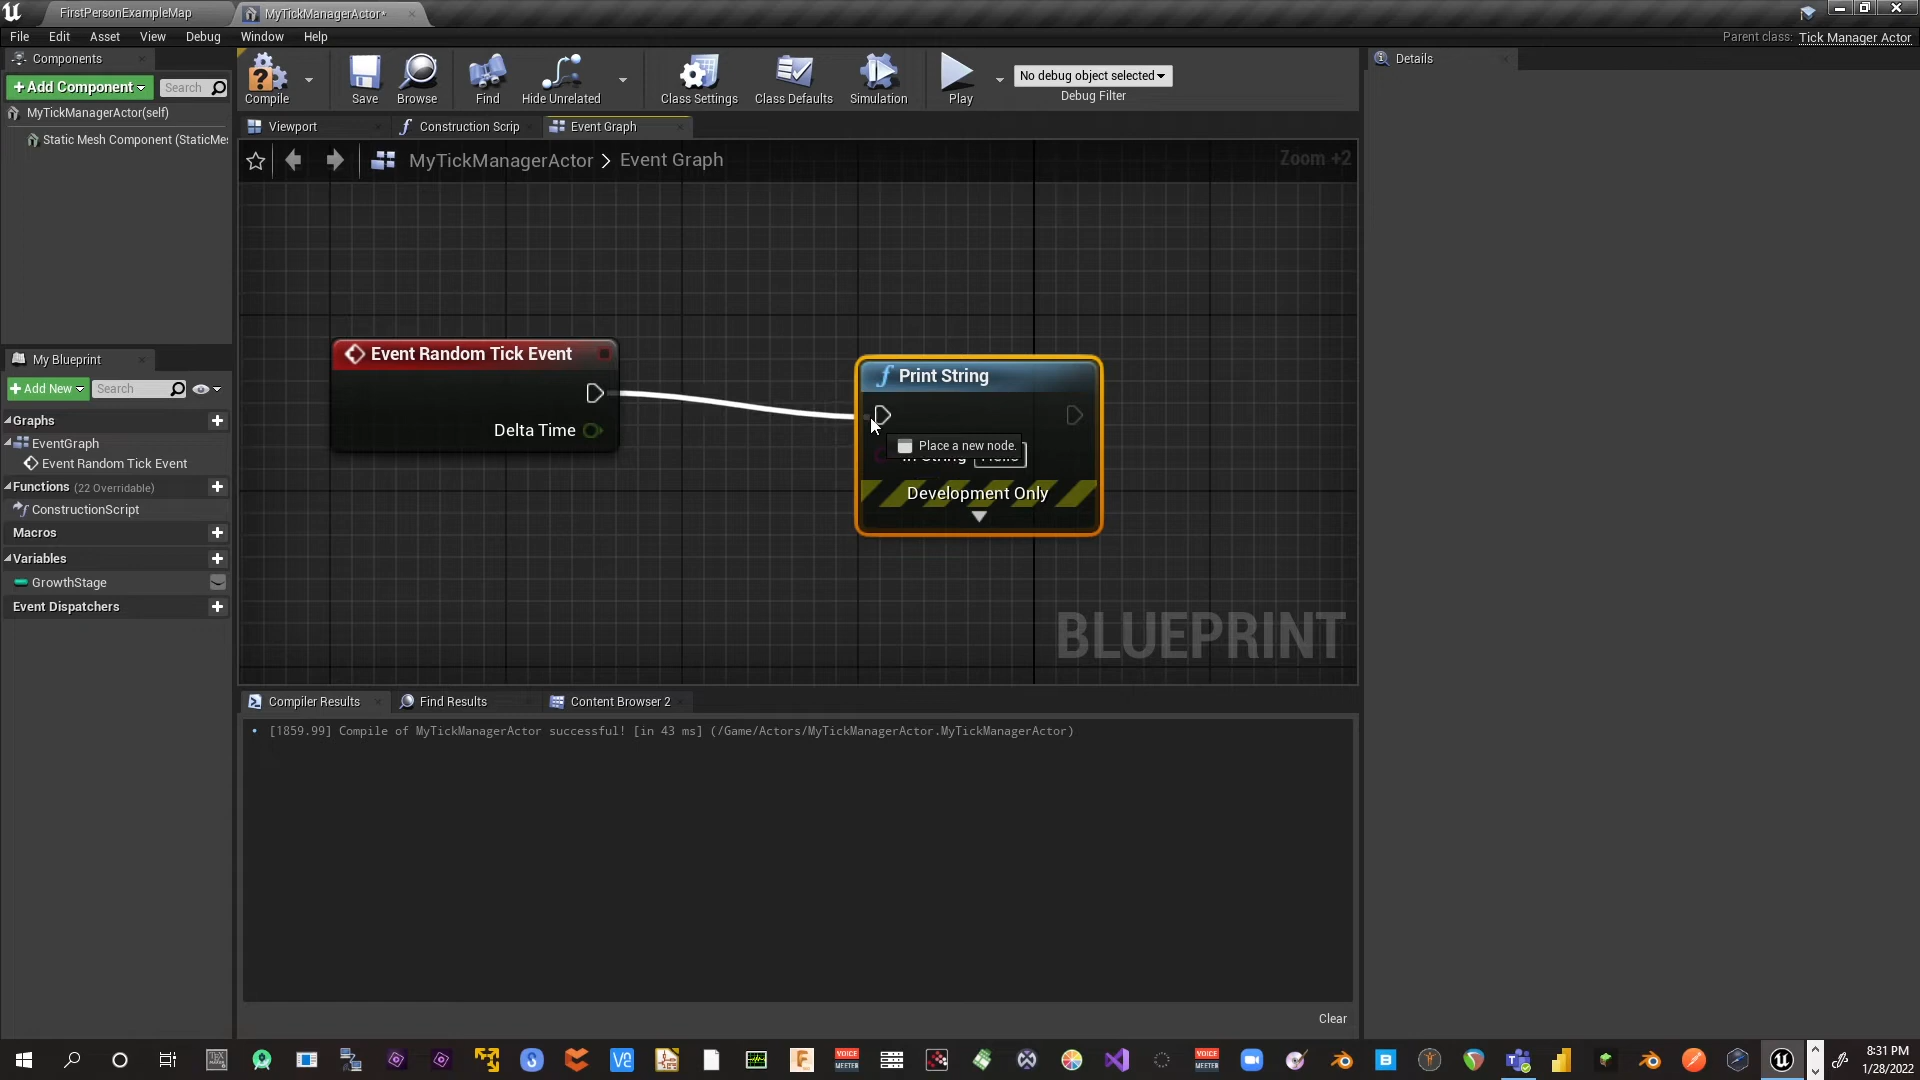 FirstPersonExampleMap
MyTickManagerActor*
File Edit Asset View Debug Window Help
Parent class: Tick Manager Actor
Components
+Add Component
Search
MyTickManagerActor(self)
Static Mesh Component (StaticMe
Compile
Save
Browse
Find
Hide Unrelated
Class Settings
Class Defaults
Simulation
Play
No debug object selected
Debug Filter
Details
Viewport
Construction Scrip
Event Graph
MyTickManagerActor > Event Graph
Zoom +2
Event Random Tick Event
Delta Time
Print String
Place a new node.
In String
Development Only
BLUEPRINT
My Blueprint
+Add New
Search
Graphs
EventGraph
Event Random Tick Event
Functions (22 Overridable)
ConstructionScript
Macros
Variables
GrowthStage
Event Dispatchers
Compiler Results
Find Results
Content Browser 2
[1859.99] Compile of MyTickManagerActor successful! [in 43 ms] (/Game/Actors/MyTickManagerActor.MyTickManagerActor)
Clear
VOICE MEETER
VOICE MEETER
8:31 PM
1/28/2022